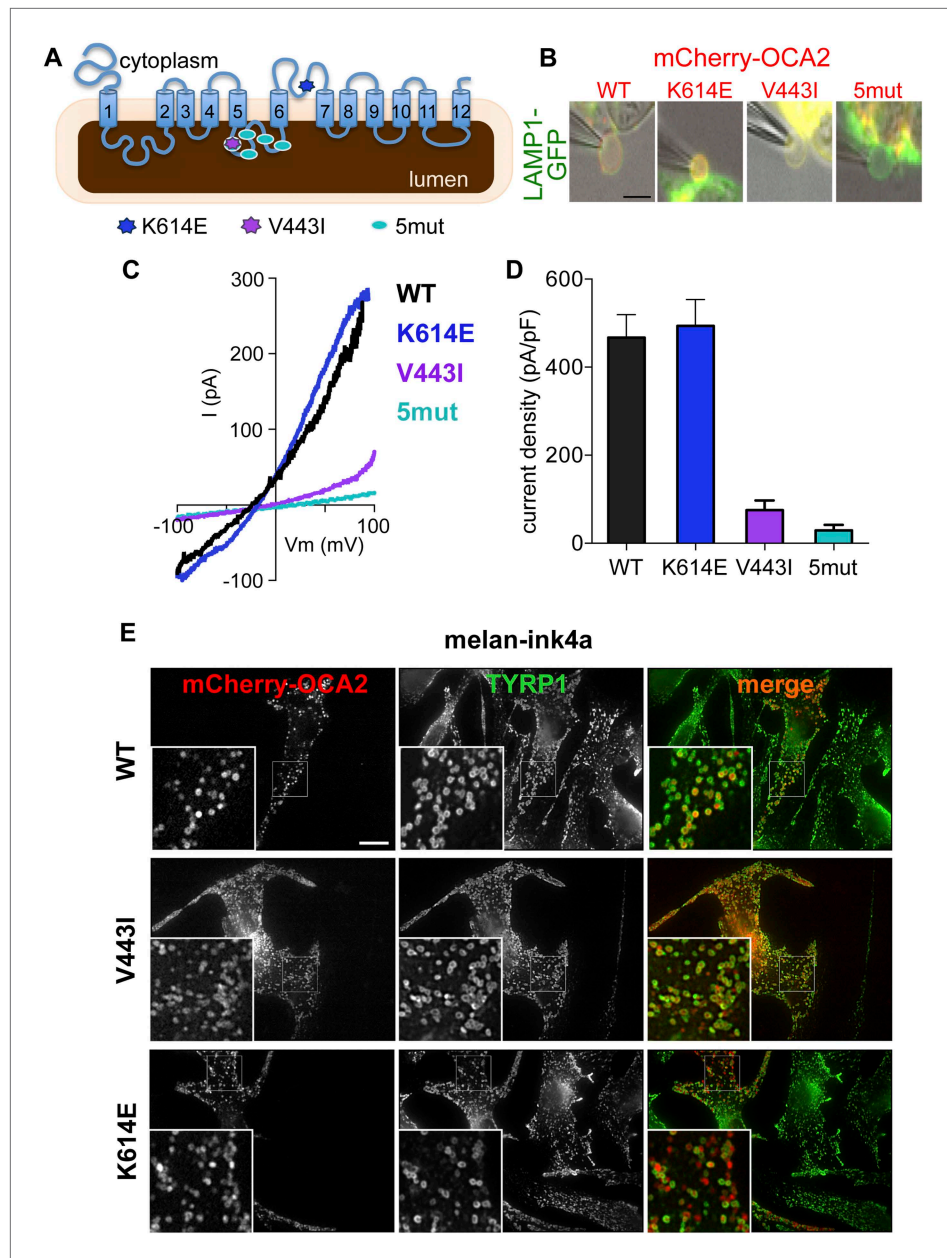 A
cytoplasm
1 2 3 4 5 6 7 8 9 10 11 12
lumen
K614E V443I 5mut
B
mCherry-OCA2
WT K614E V443I 5mut
LAMP1-
GFP
C
300
200
100
-100
I (pA)
-100 100
Vm (mV)
WT
K614E
V443I
5mut
D
600
400
200
0
current density (pA/pF)
WT K614E V443I 5mut
E
melan-ink4a
mCherry-OCA2 TYRP1 merge
WT
V443I
K614E